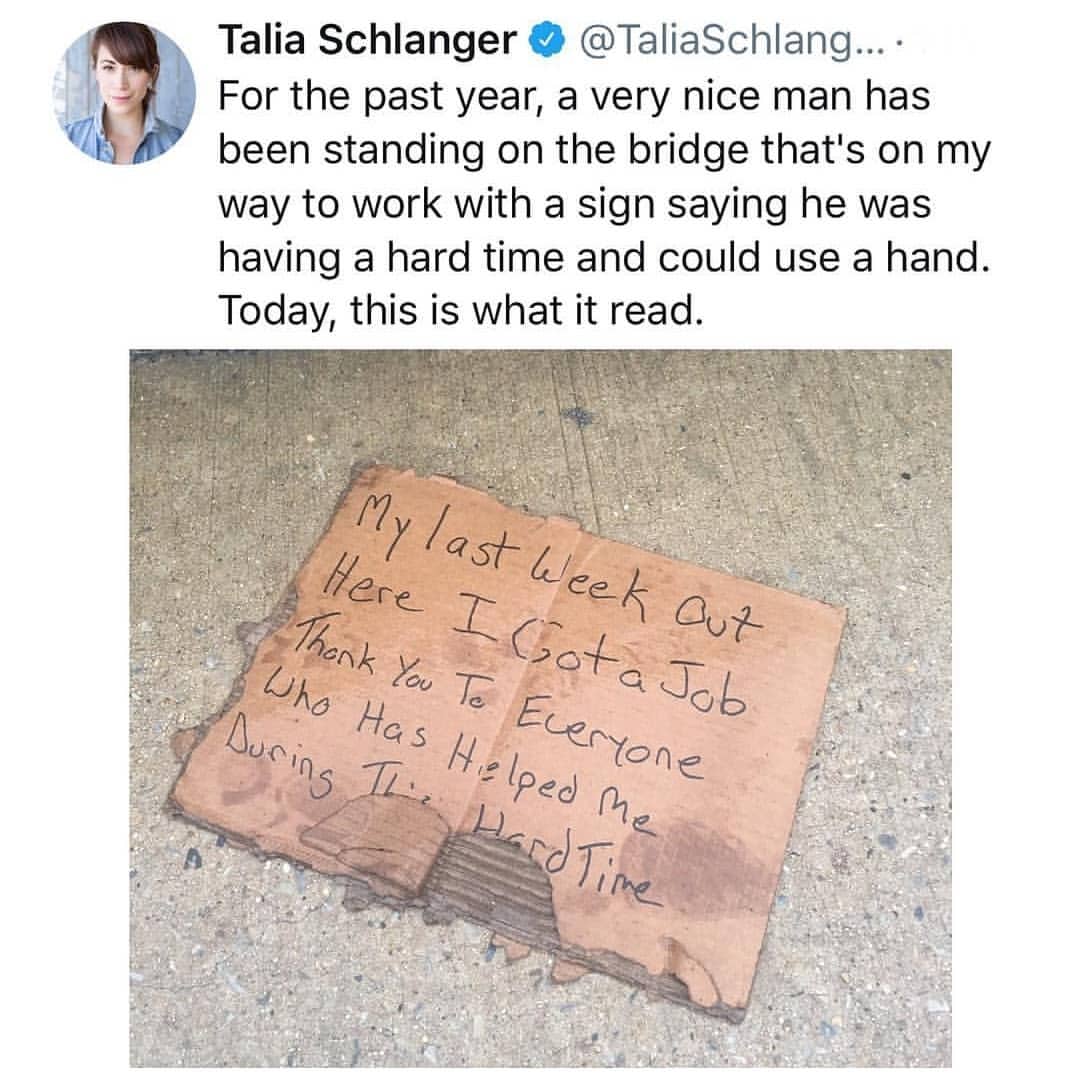 Talia Schlanger @TaliaSchlang... ·
For the past year, a very nice man has
been standing on the bridge that's on my
way to work with a sign saying he was
having a hard time and could use a hand.
Today, this is what it read.
My last Week Out
Here I Got a Job
Thank You To Everyone
Who Has Helped Me
During This Hard Time